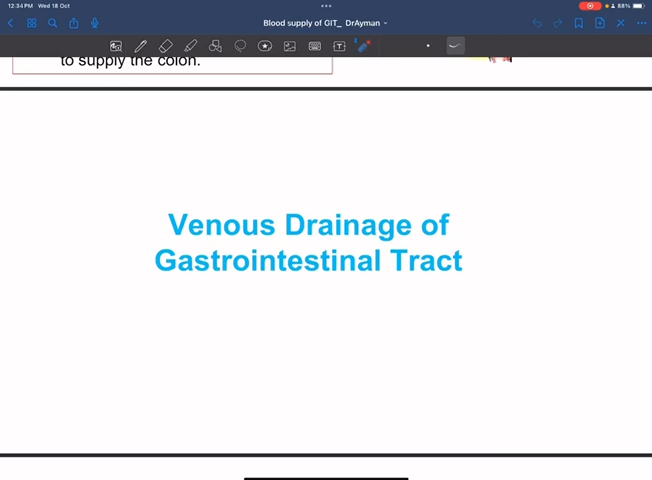 12:34 PM Wed 18 Oct
88%
Blood supply of GIT_ DrAyman
to supply the colon.
Venous Drainage of
Gastrointestinal Tract